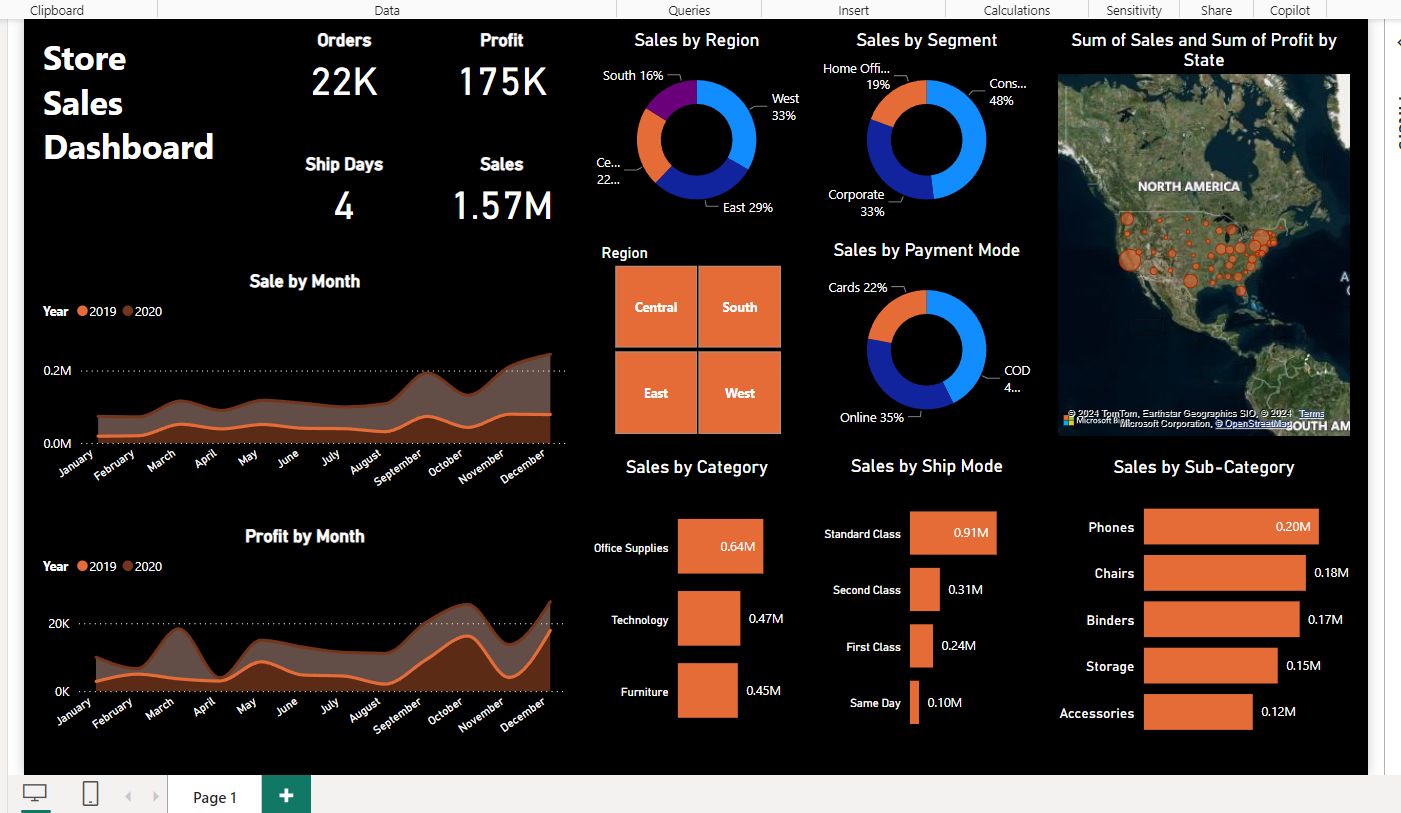 Clipboard
Data
Queries
Insert
Calculations
Sensitivity
Share
Copilot
Store
Sales
Dashboard
Orders
22K
Profit
175K
Ship Days
4
Sales
1.57M
Sale by Month
Year 2019 2020
0.2M
0.0M
January
February
March
April
May
June
July
August
September
October
November
December
Profit by Month
Year 2019 2020
20K
0K
January
February
March
April
May
June
July
August
September
October
November
December
Sales by Region
South 16%
West
33%
Ce...
22...
East 29%
Region
Central
South
East
West
Sales by Category
Office Supplies
0.64M
Technology
0.47M
Furniture
0.45M
Sales by Segment
Home Offi...
19%
Cons...
48%
Corporate
33%
Sales by Payment Mode
Cards 22%
COD
4...
Online 35%
Sales by Ship Mode
Standard Class
0.91M
Second Class
0.31M
First Class
0.24M
Same Day
0.10M
Sum of Sales and Sum of Profit by
State
NORTH AMERICA
A
© 2024 TomTom, Earthstar Geographics SIO, © 2024 Terms
Microsoft Corporation, © OpenStreetMap
SOUTH AM
Sales by Sub-Category
Phones
0.20M
Chairs
0.18M
Binders
0.17M
Storage
0.15M
Accessories
0.12M
Page 1